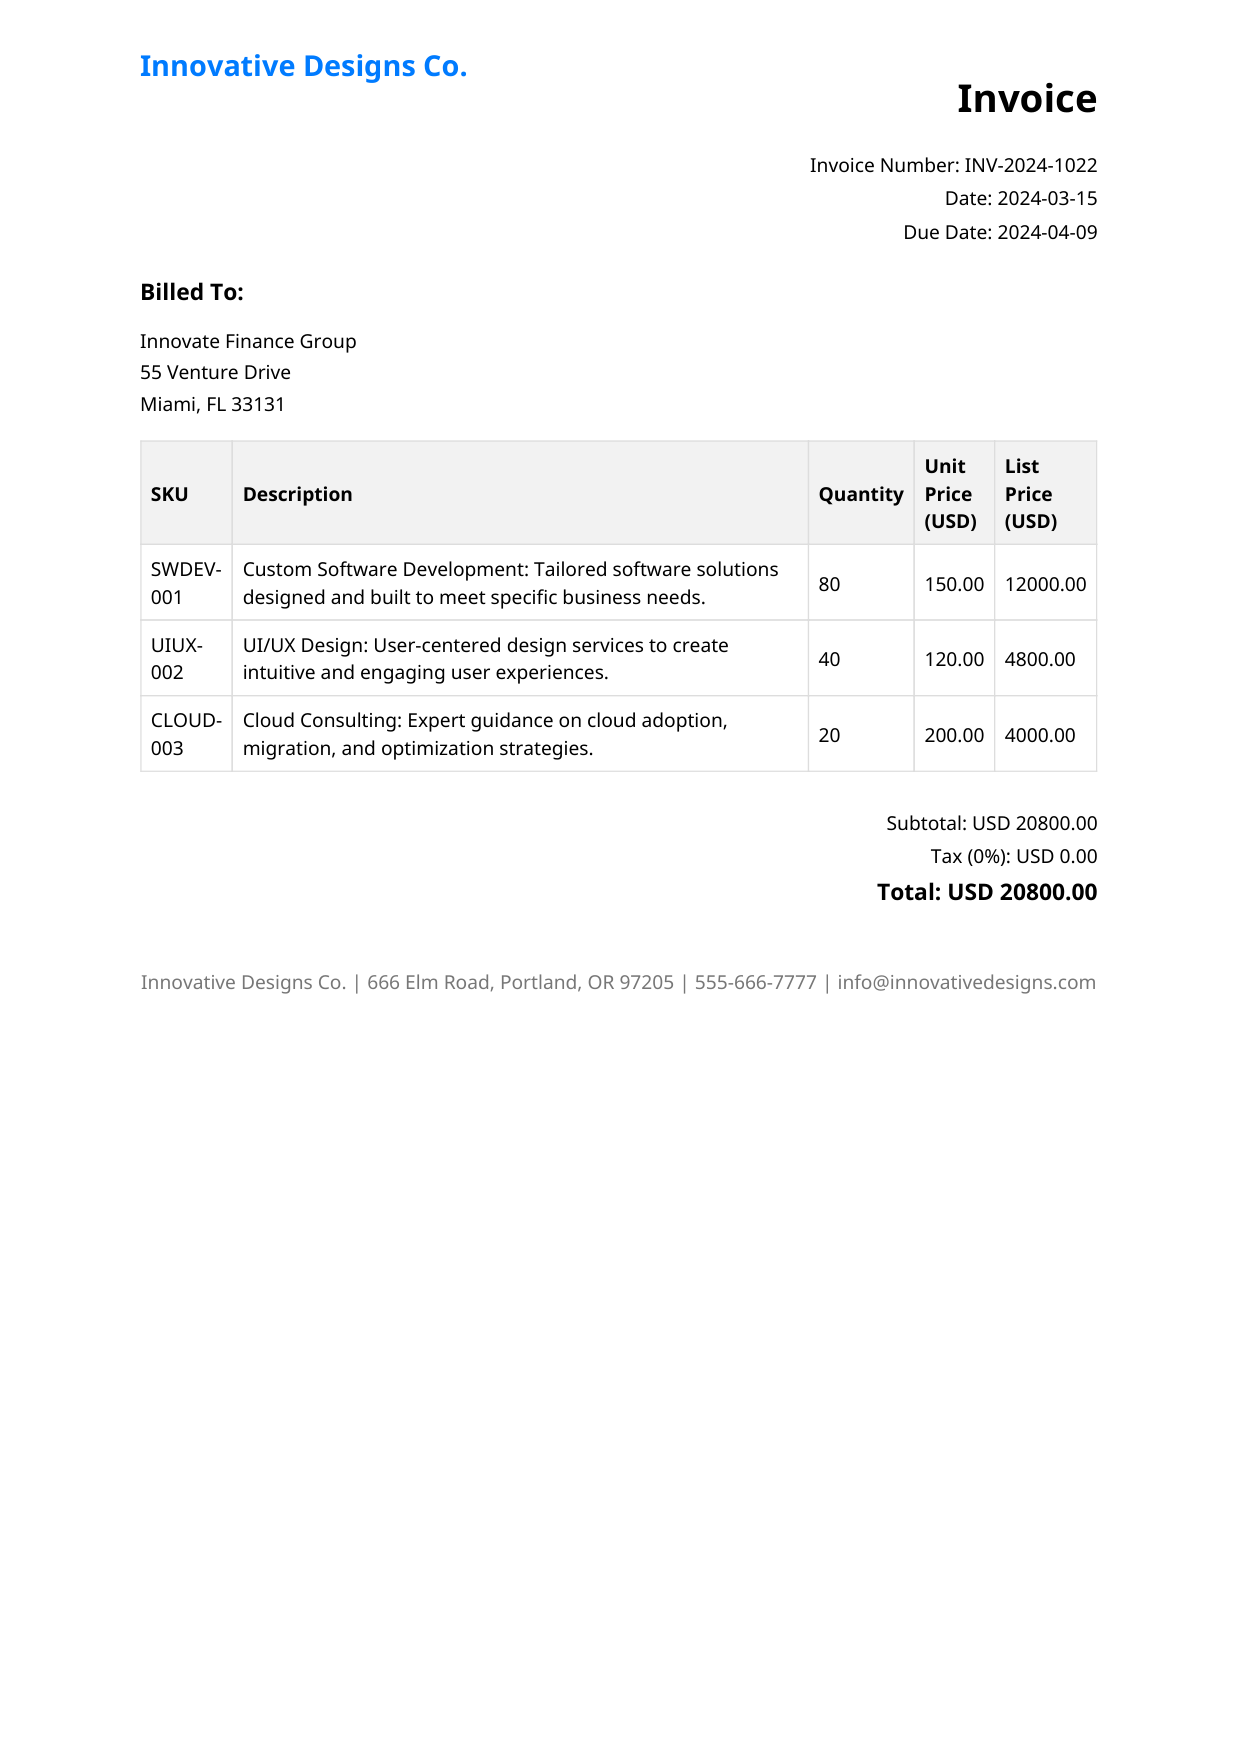 Innovative Designs Co.
Invoice
Invoice Number: INV-2024-1022
Date: 2024-03-15
Due Date: 2024-04-09
Billed To:
Innovate Finance Group
55 Venture Drive
Miami, FL 33131
SKU Description Quantity Unit Price (USD) List Price (USD)
SWDEV-001 Custom Software Development: Tailored software solutions designed and built to meet specific business needs. 80 150.00 12000.00
UIUX-002 UI/UX Design: User-centered design services to create intuitive and engaging user experiences. 40 120.00 4800.00
CLOUD-003 Cloud Consulting: Expert guidance on cloud adoption, migration, and optimization strategies. 20 200.00 4000.00
Subtotal: USD 20800.00
Tax (0%): USD 0.00
Total: USD 20800.00
Innovative Designs Co. | 666 Elm Road, Portland, OR 97205 | 555-666-7777 | info@innovativedesigns.com